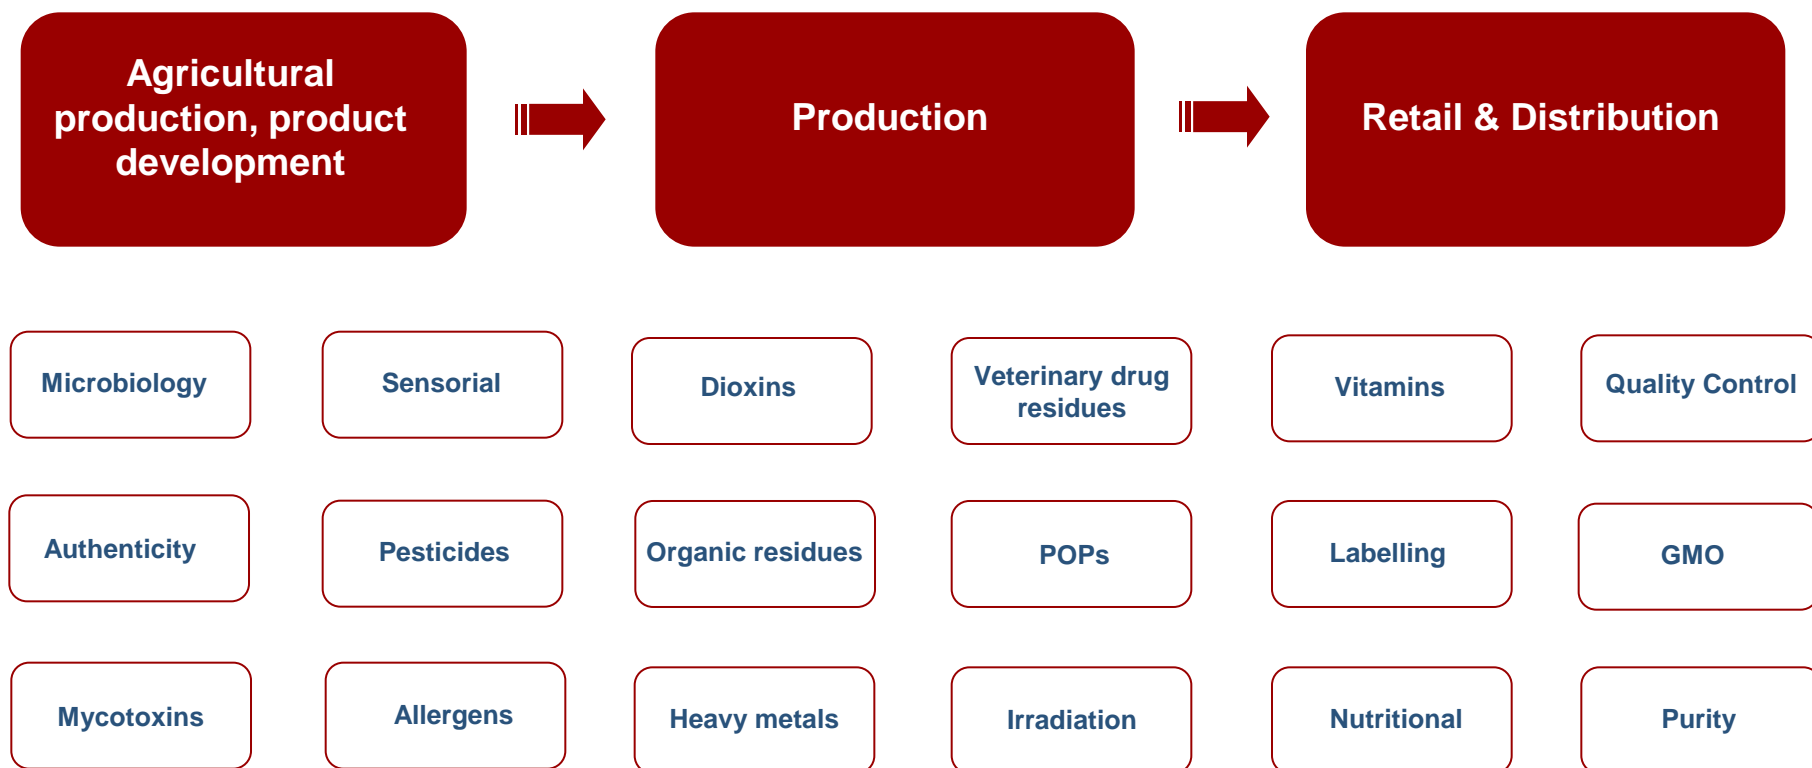 Agricultural
production, product
development
Production
Retail & Distribution
Microbiology
Sensorial
Dioxins
Veterinary drug
residues
Vitamins
Quality Control
Authenticity
Pesticides
Organic residues
POPs
Labelling
GMO
Mycotoxins
Allergens
Heavy metals
Irradiation
Nutritional
Purity